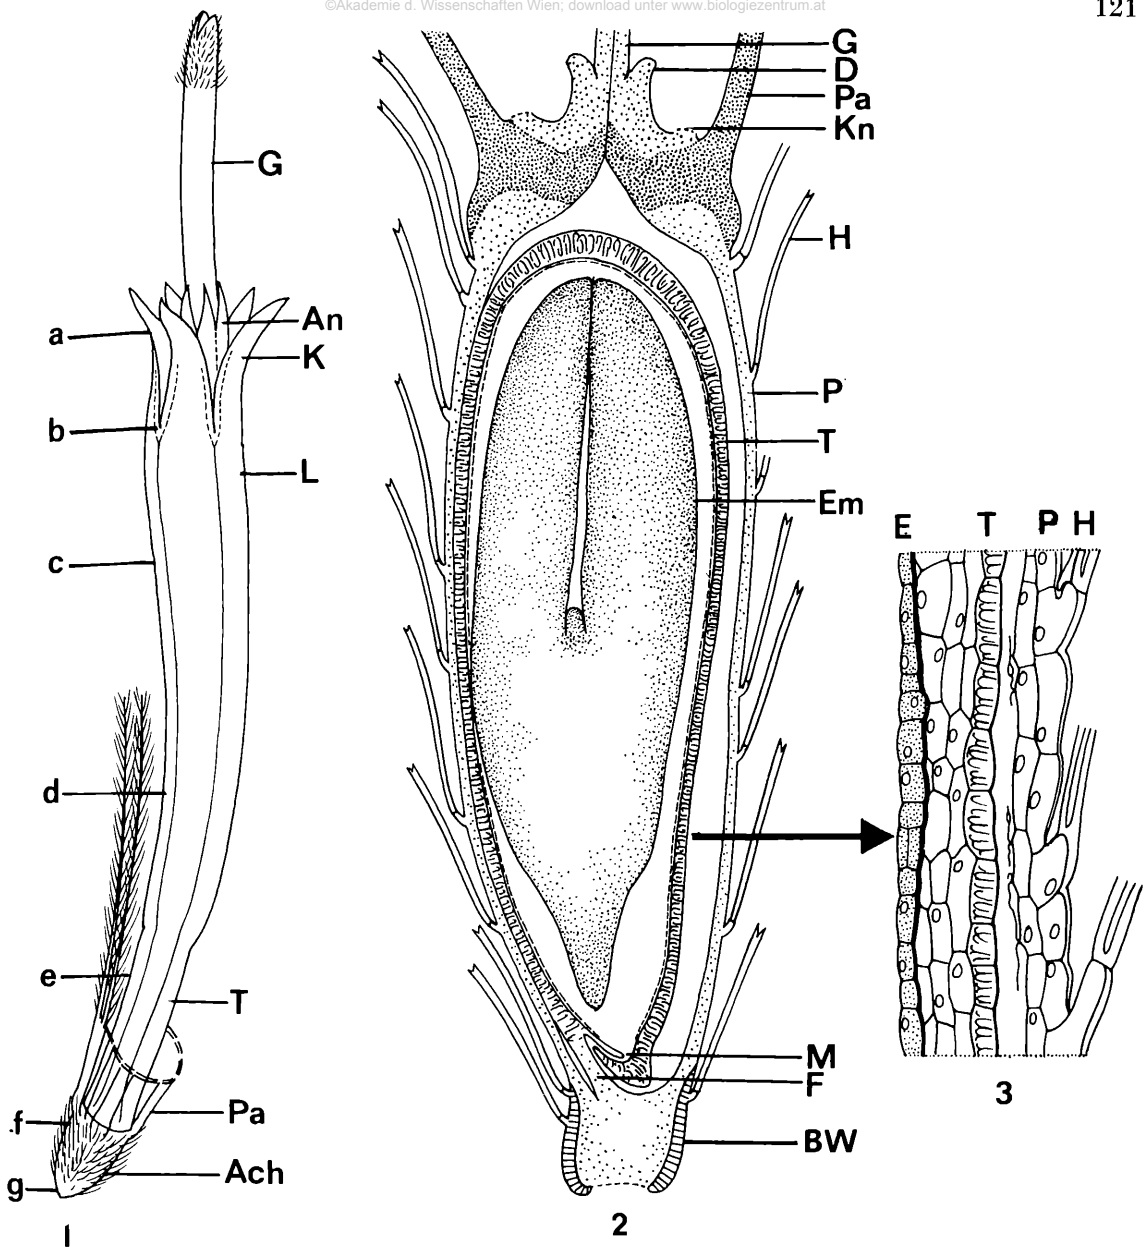 ©Akademie d. Wissenschaften Wien; download unter www.biologiezentrum.at
121
G
An
a
K
b
L
c
d
e
T
Pa
f
Ach
g
1
G
D
Pa
Kn
H
P
T
Em
M
F
BW
2
E T P H
3